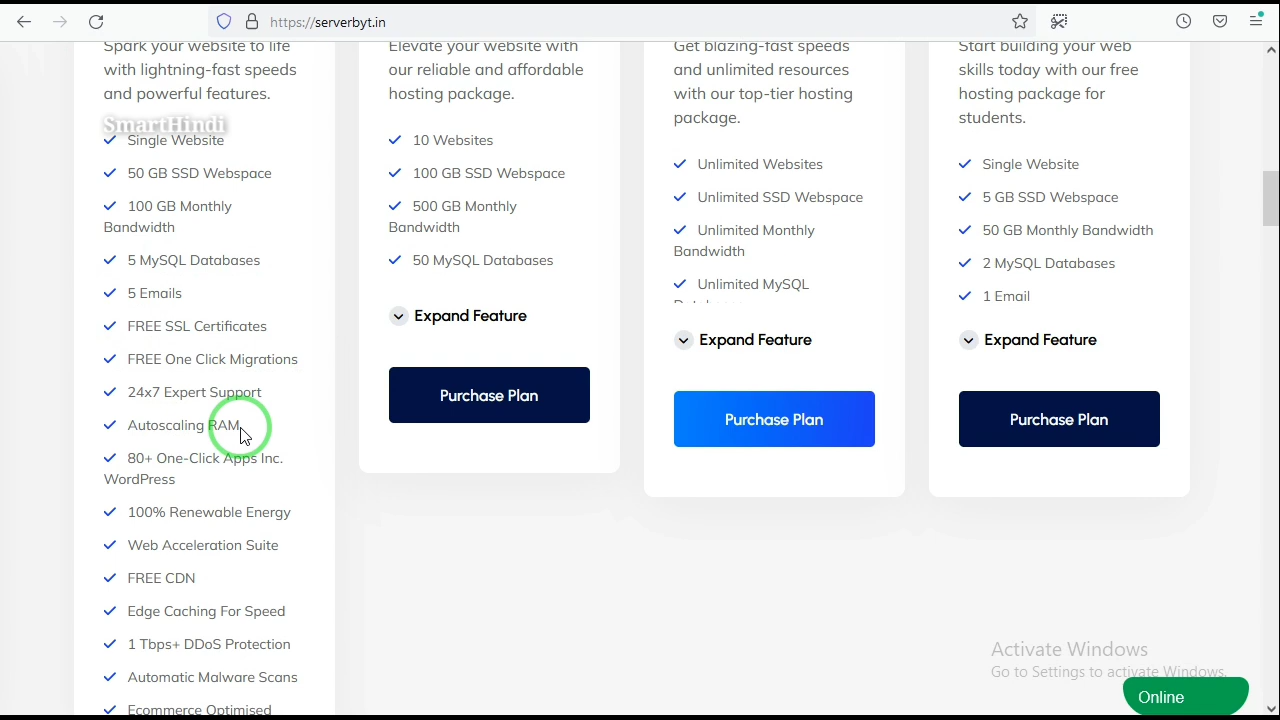 https://serverbyt.in
Spark your website to life
with lightning-fast speeds
and powerful features.
SmartHindi
Single Website
50 GB SSD Webspace
100 GB Monthly
Bandwidth
5 MySQL Databases
5 Emails
FREE SSL Certificates
FREE One Click Migrations
24x7 Expert Support
Autoscaling RAM
80+ One-Click Apps Inc.
WordPress
100% Renewable Energy
Web Acceleration Suite
FREE CDN
Edge Caching For Speed
1 Tbps+ DDoS Protection
Automatic Malware Scans
Ecommerce Optimised
Elevate your website with
our reliable and affordable
hosting package.
10 Websites
100 GB SSD Webspace
500 GB Monthly
Bandwidth
50 MySQL Databases
Expand Feature
Purchase Plan
Get blazing-fast speeds
and unlimited resources
with our top-tier hosting
package.
Unlimited Websites
Unlimited SSD Webspace
Unlimited Monthly
Bandwidth
Unlimited MySQL
Expand Feature
Purchase Plan
Start building your web
skills today with our free
hosting package for
students.
Single Website
5 GB SSD Webspace
50 GB Monthly Bandwidth
2 MySQL Databases
1 Email
Expand Feature
Purchase Plan
Activate Windows
Go to Settings to activate Windows.
Online